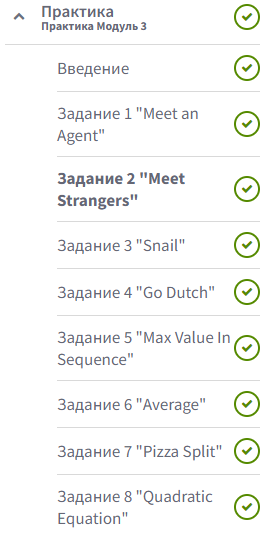 Практика
Практика Модуль 3
Введение
Задание 1 "Meet an
Agent"
Задание 2 "Meet
Strangers"
Задание 3 "Snail"
Задание 4 "Go Dutch"
Задание 5 "Max Value In
Sequence"
Задание 6 "Average"
Задание 7 "Pizza Split"
Задание 8 "Quadratic
Equation"